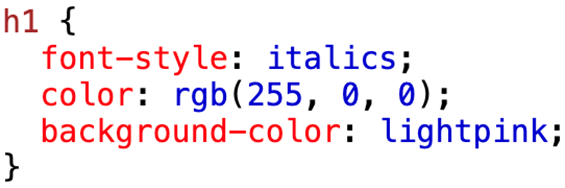 h1 {
  font-style: italics;
  color: rgb(255, 0, 0);
  background-color: lightpink;
}